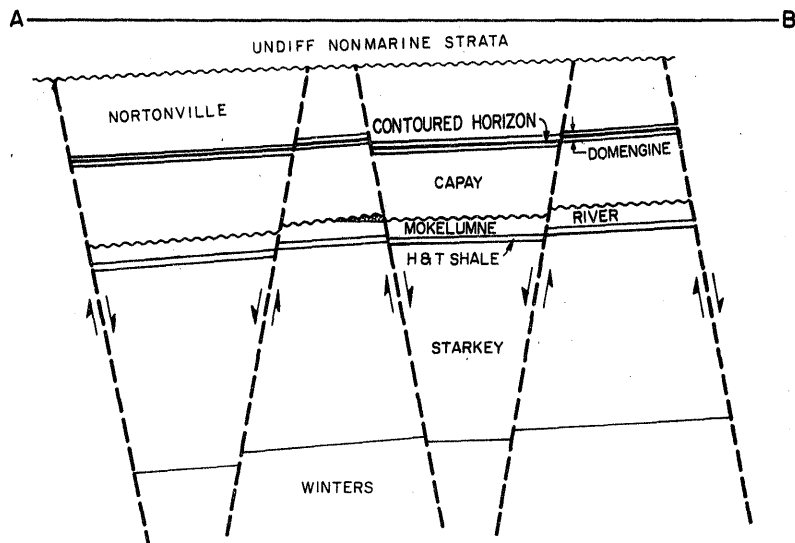 A B
UNDIFF NONMARINE STRATA
NORTONVILLE
CONTOURED HORIZON
DOMENGINE
CAPAY
RIVER
MOKELUMNE
H&T SHALE
STARKEY
WINTERS